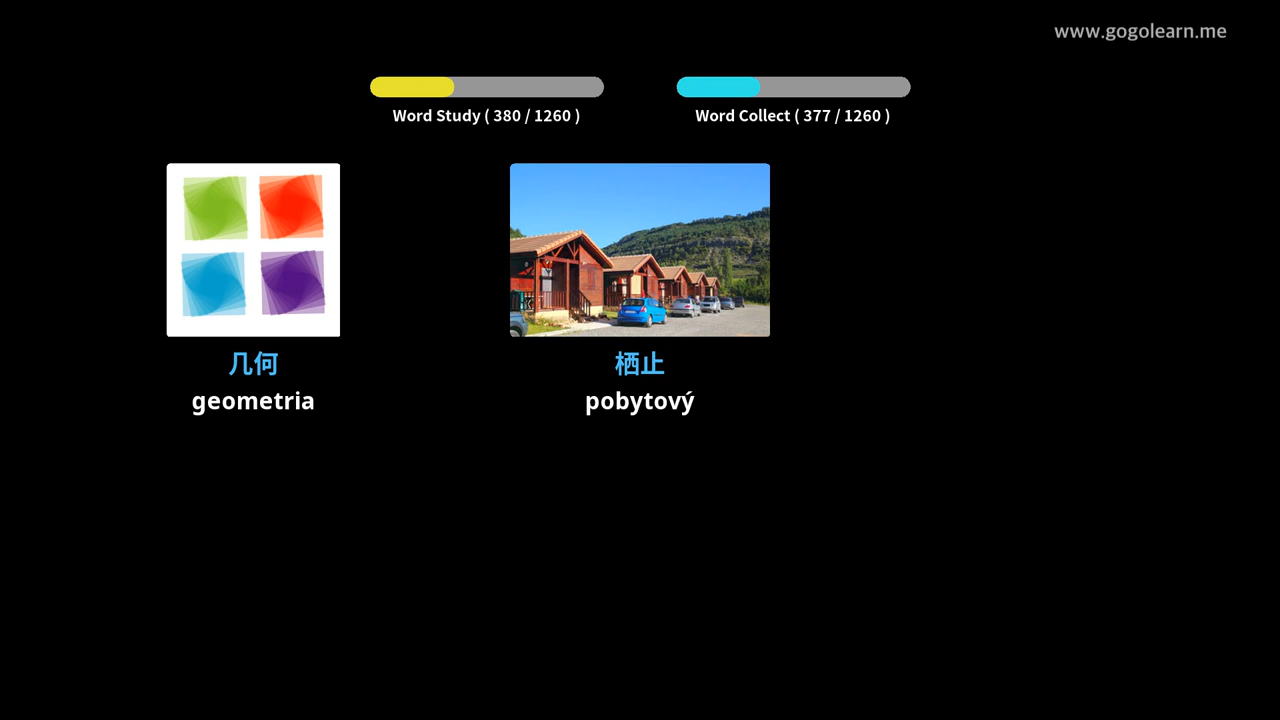 www.gogolearn.me
Word Study ( 380 / 1260 )
Word Collect ( 377 / 1260 )
几何
geometria
栖止
pobytový